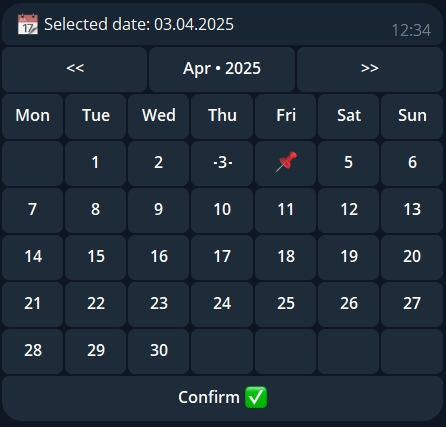 Selected date: 03.04.2025
12:34
<< Apr • 2025 >>
Mon Tue Wed Thu Fri Sat Sun
1 2 -3- 5 6
7 8 9 10 11 12 13
14 15 16 17 18 19 20
21 22 23 24 25 26 27
28 29 30
Confirm